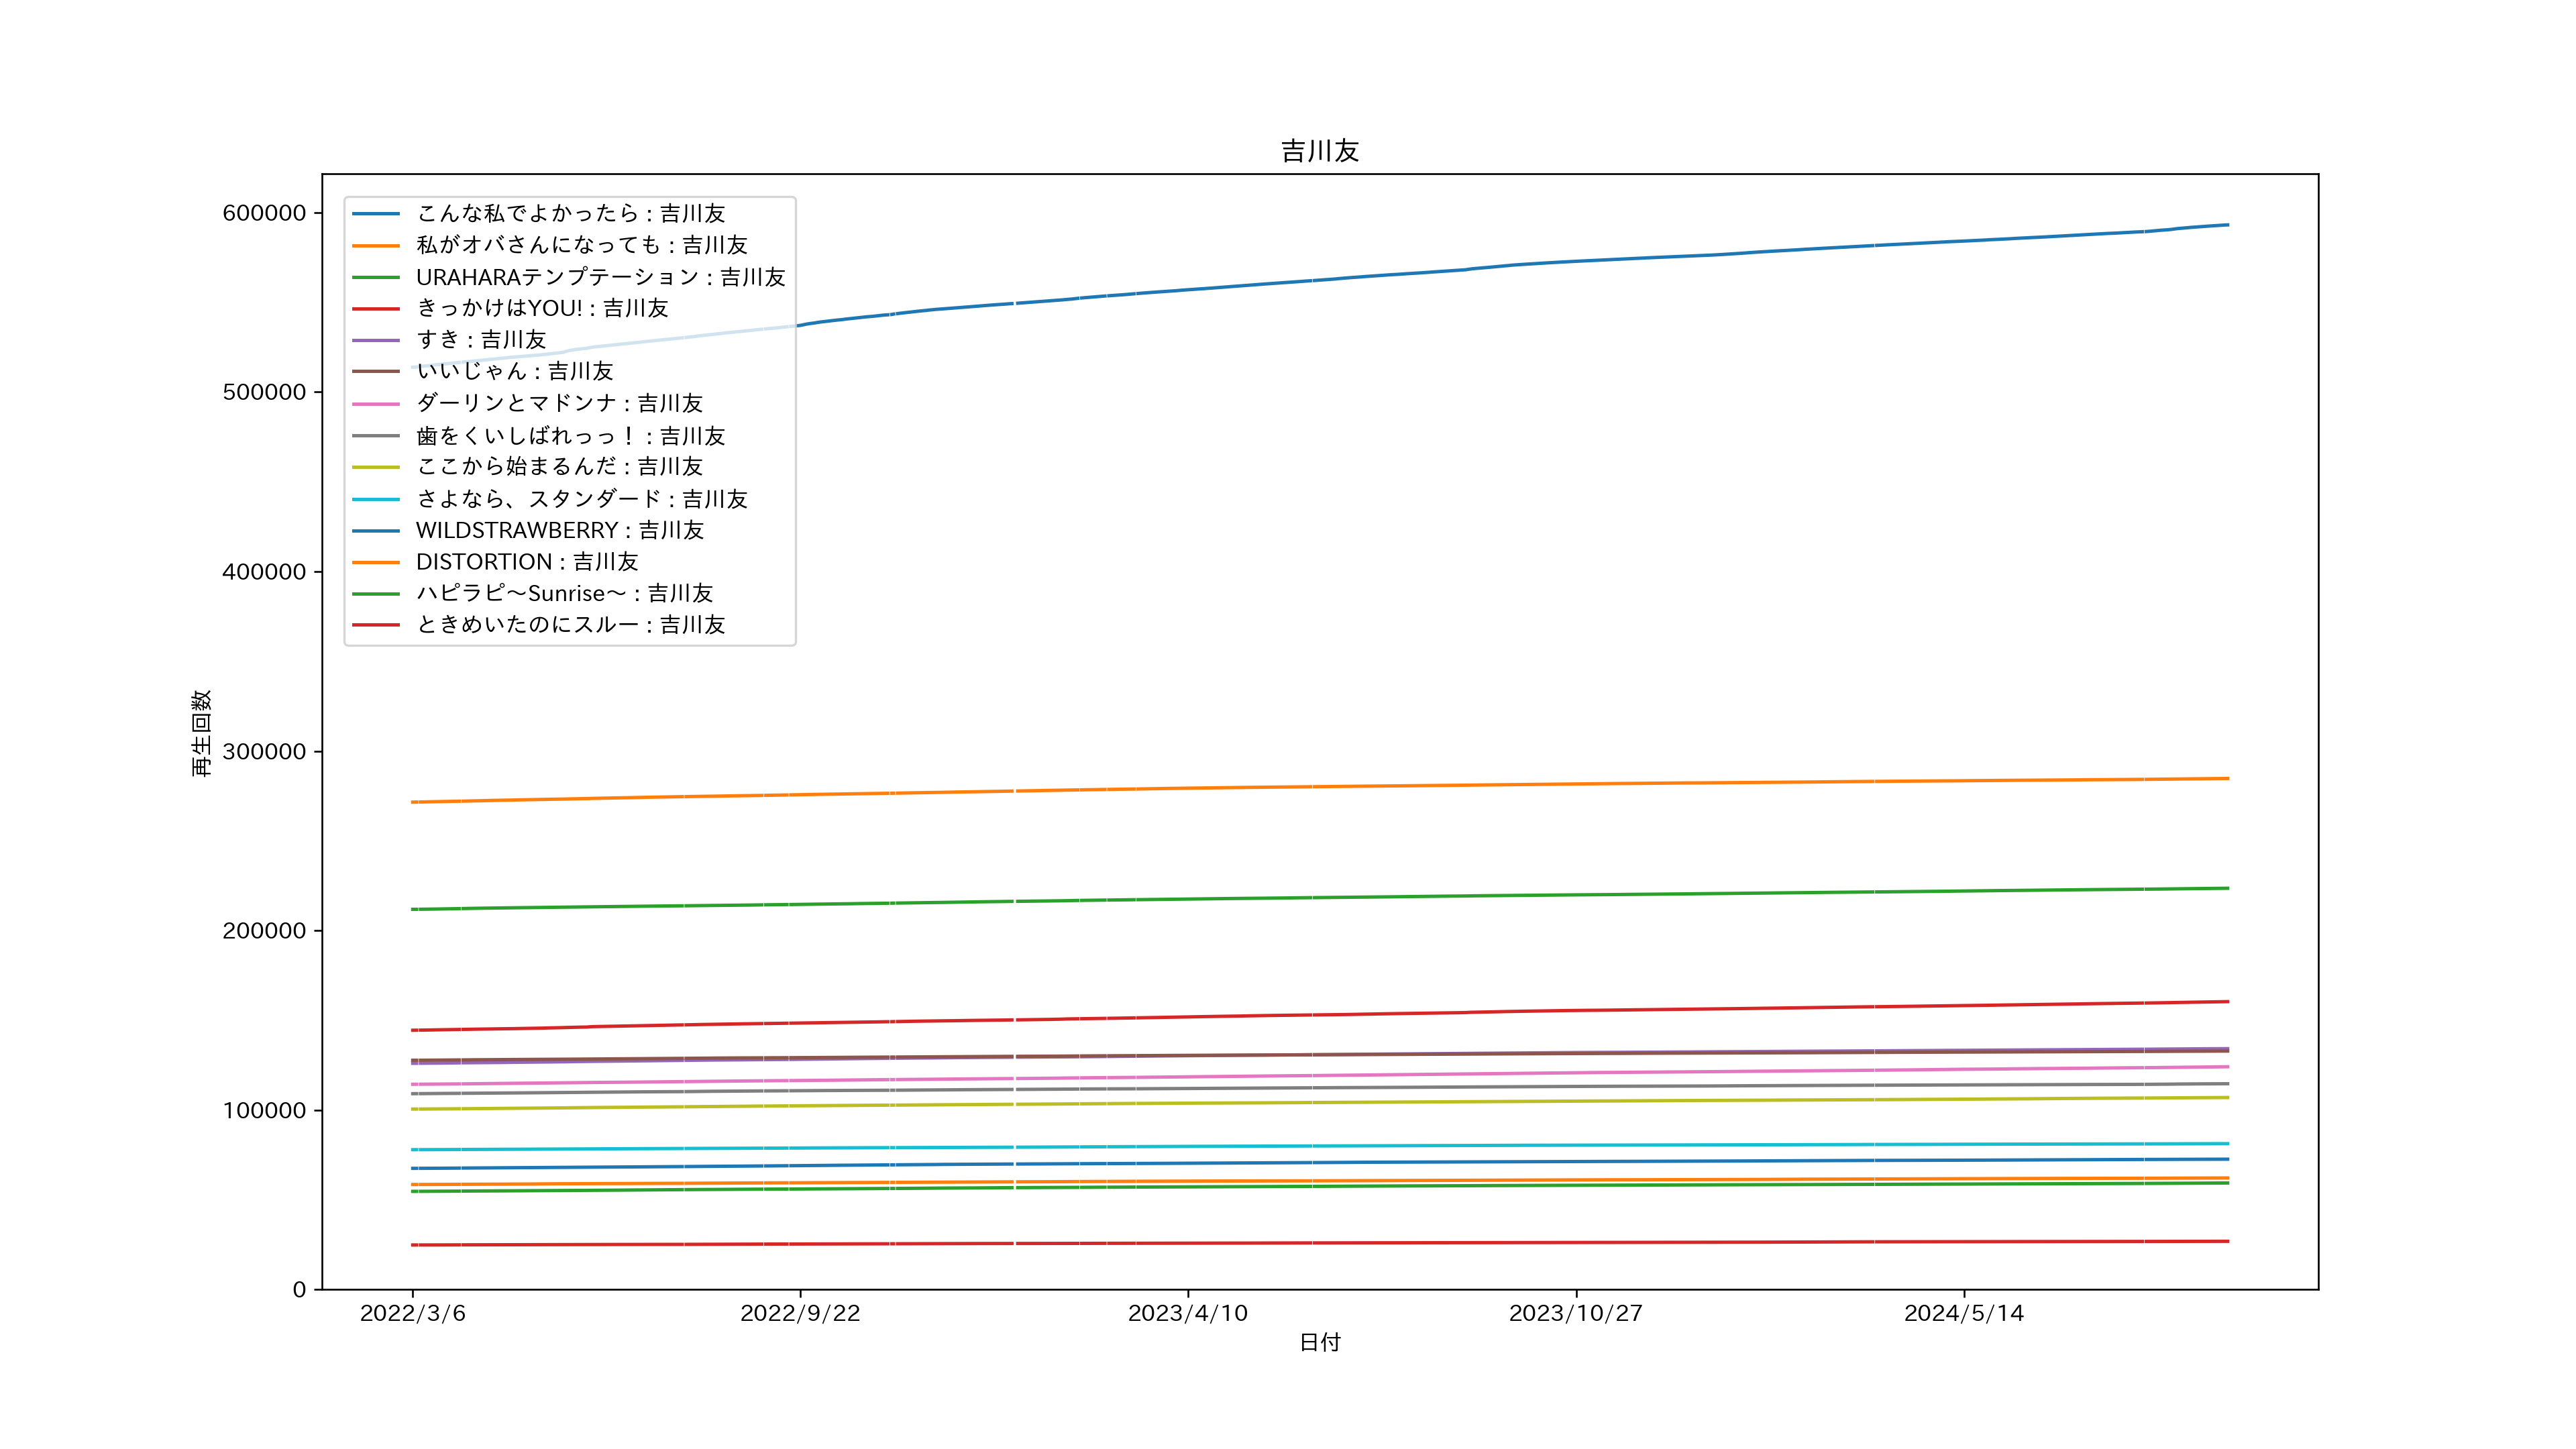 吉川友
600000
500000
400000
300000
200000
100000
0
再生回数
こんな私でよかったら : 吉川友
私がオバさんになっても : 吉川友
URAHARAテンプテーション : 吉川友
きっかけはYOU! : 吉川友
すき : 吉川友
いいじゃん : 吉川友
ダーリンとマドンナ : 吉川友
歯をくいしばれっっ！ : 吉川友
ここから始まるんだ : 吉川友
さよなら、スタンダード : 吉川友
WILDSTRAWBERRY : 吉川友
DISTORTION : 吉川友
ハピラピ～Sunrise～ : 吉川友
ときめいたのにスルー : 吉川友
2022/3/6
2022/9/22
2023/4/10
2023/10/27
2024/5/14
日付